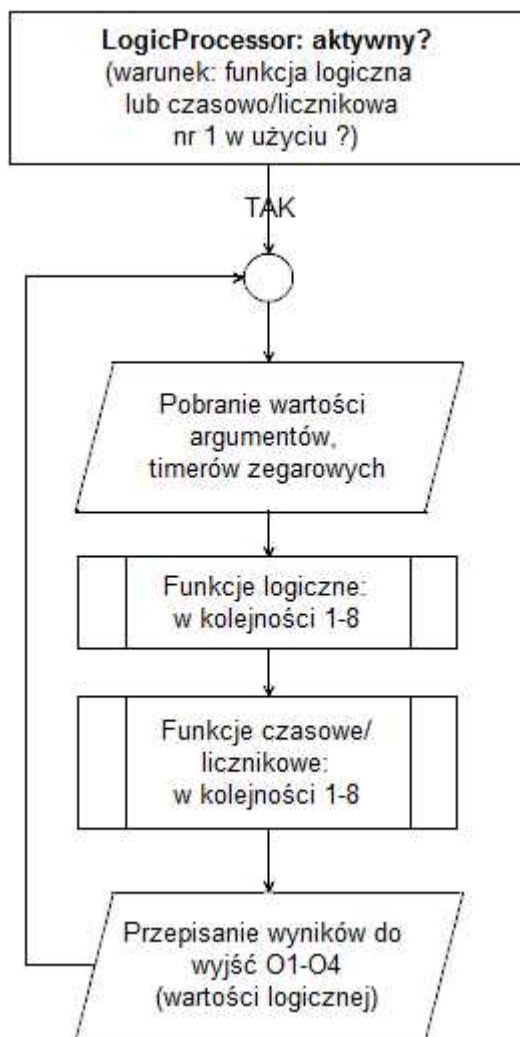 LogicProcessor: aktywny?
(warunek: funkcja logiczna
lub czasowo/licznikowa
nr 1 w użyciu ?)
TAK
Pobranie wartości
argumentów,
timerów zegarowych
Funkcje logiczne:
w kolejności 1-8
Funkcje czasowe/
licznikowe:
w kolejności 1-8
Przepisanie wyników do
wyjść O1-O4
(wartości logicznej)